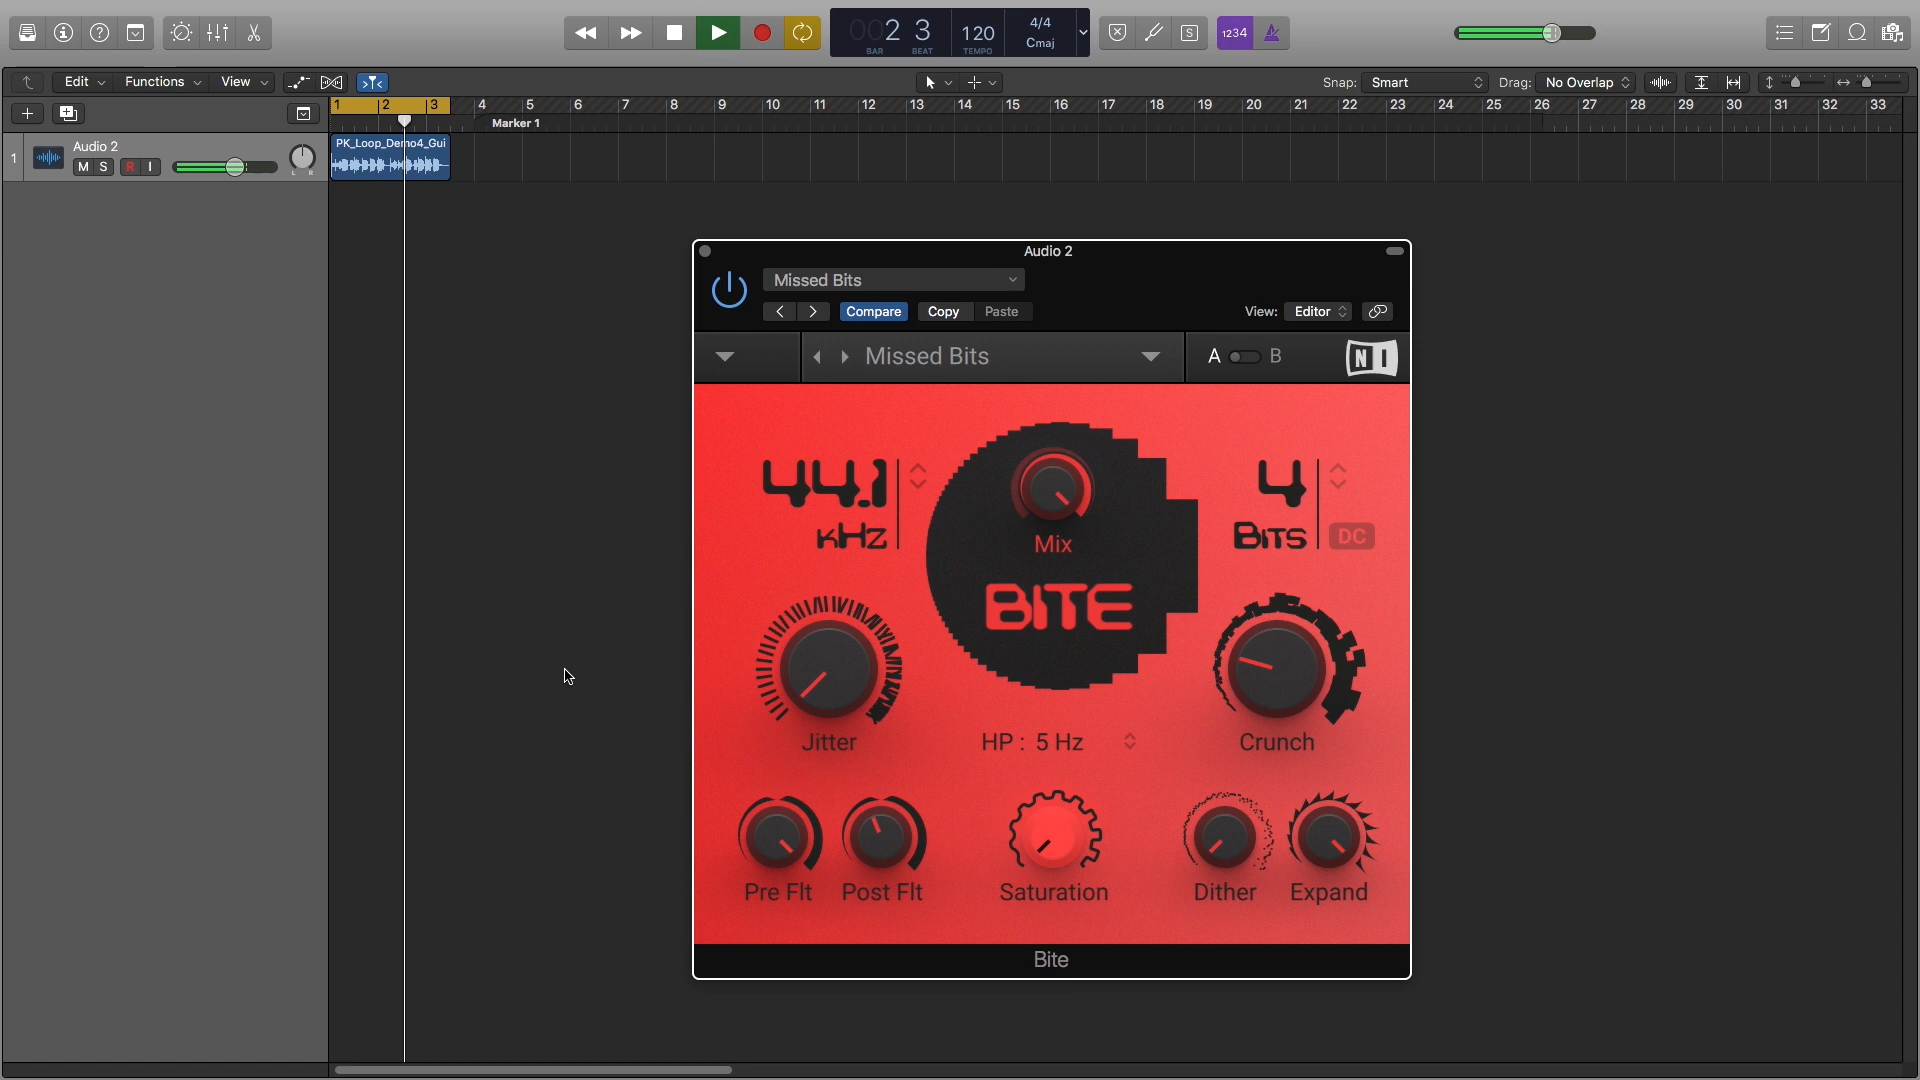 002 3
BAR BEAT
120
TEMPO
4/4
Cmaj
S
1234
Edit Functions View
Snap: Smart Drag: No Overlap
1 2 3 4 5 6 7 8 9 10 11 12 13 14 15 16 17 18 19 20 21 22 23 24 25 26 27 28 29 30 31 32 33
Marker 1
1 Audio 2
M S R I
L R
PK_Loop_Demo4_Gui
Audio 2
Missed Bits
Compare Copy Paste
View: Editor
Missed Bits
A B
NI
44.1
kHz
Mix
BITE
4
Bits
DC
Jitter
HP : 5 Hz
Crunch
Pre Flt Post Flt
Saturation
Dither Expand
Bite